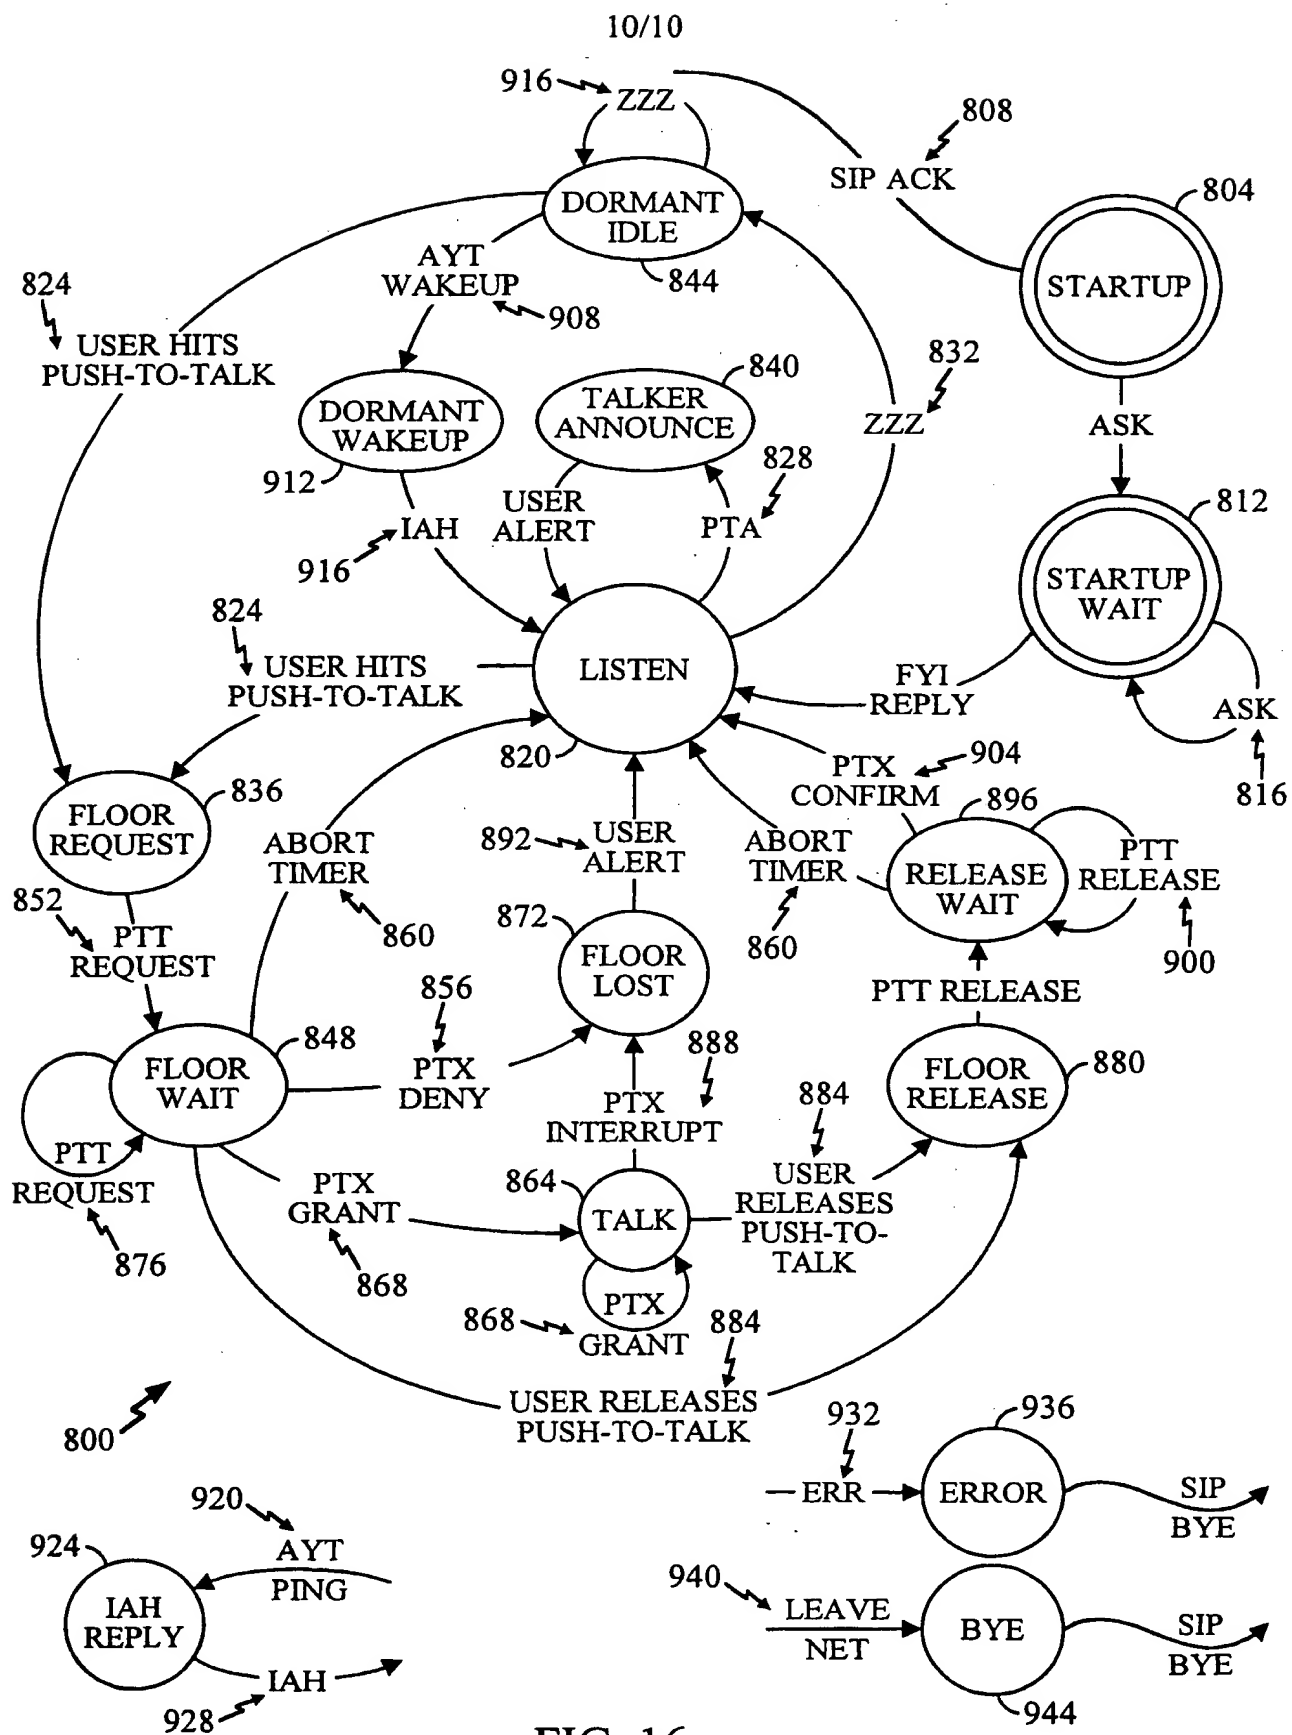 10/10
916
ZZZ
808
SIP ACK
804
DORMANT
IDLE
STARTUP
AYT
WAKEUP
844
824
908
USER HITS
PUSH-TO-TALK
832
840
DORMANT
WAKEUP
TALKER
ANNOUNCE
ZZZ
ASK
912
828
USER
ALERT
812
IAH
PTA
916
STARTUP
WAIT
824
USER HITS
PUSH-TO-TALK
LISTEN
FYI
REPLY
ASK
820
904
PTX
CONFIRM
816
836
896
FLOOR
REQUEST
ABORT
TIMER
892
USER
ALERT
ABORT
TIMER
RELEASE
WAIT
PTT
RELEASE
852
860
872
860
900
PTT
REQUEST
FLOOR
LOST
856
PTT RELEASE
848
888
FLOOR
WAIT
PTX
DENY
FLOOR
RELEASE
880
PTX
INTERRUPT
884
PTT
REQUEST
PTX
GRANT
864
TALK
USER
RELEASES
PUSH-TO-
TALK
876
868
PTX
GRANT
868
884
USER RELEASES
PUSH-TO-TALK
800
932
936
ERR
ERROR
SIP
BYE
920
924
AYT
PING
940
LEAVE
NET
BYE
SIP
BYE
IAH
REPLY
IAH
928
944
FIG. 16